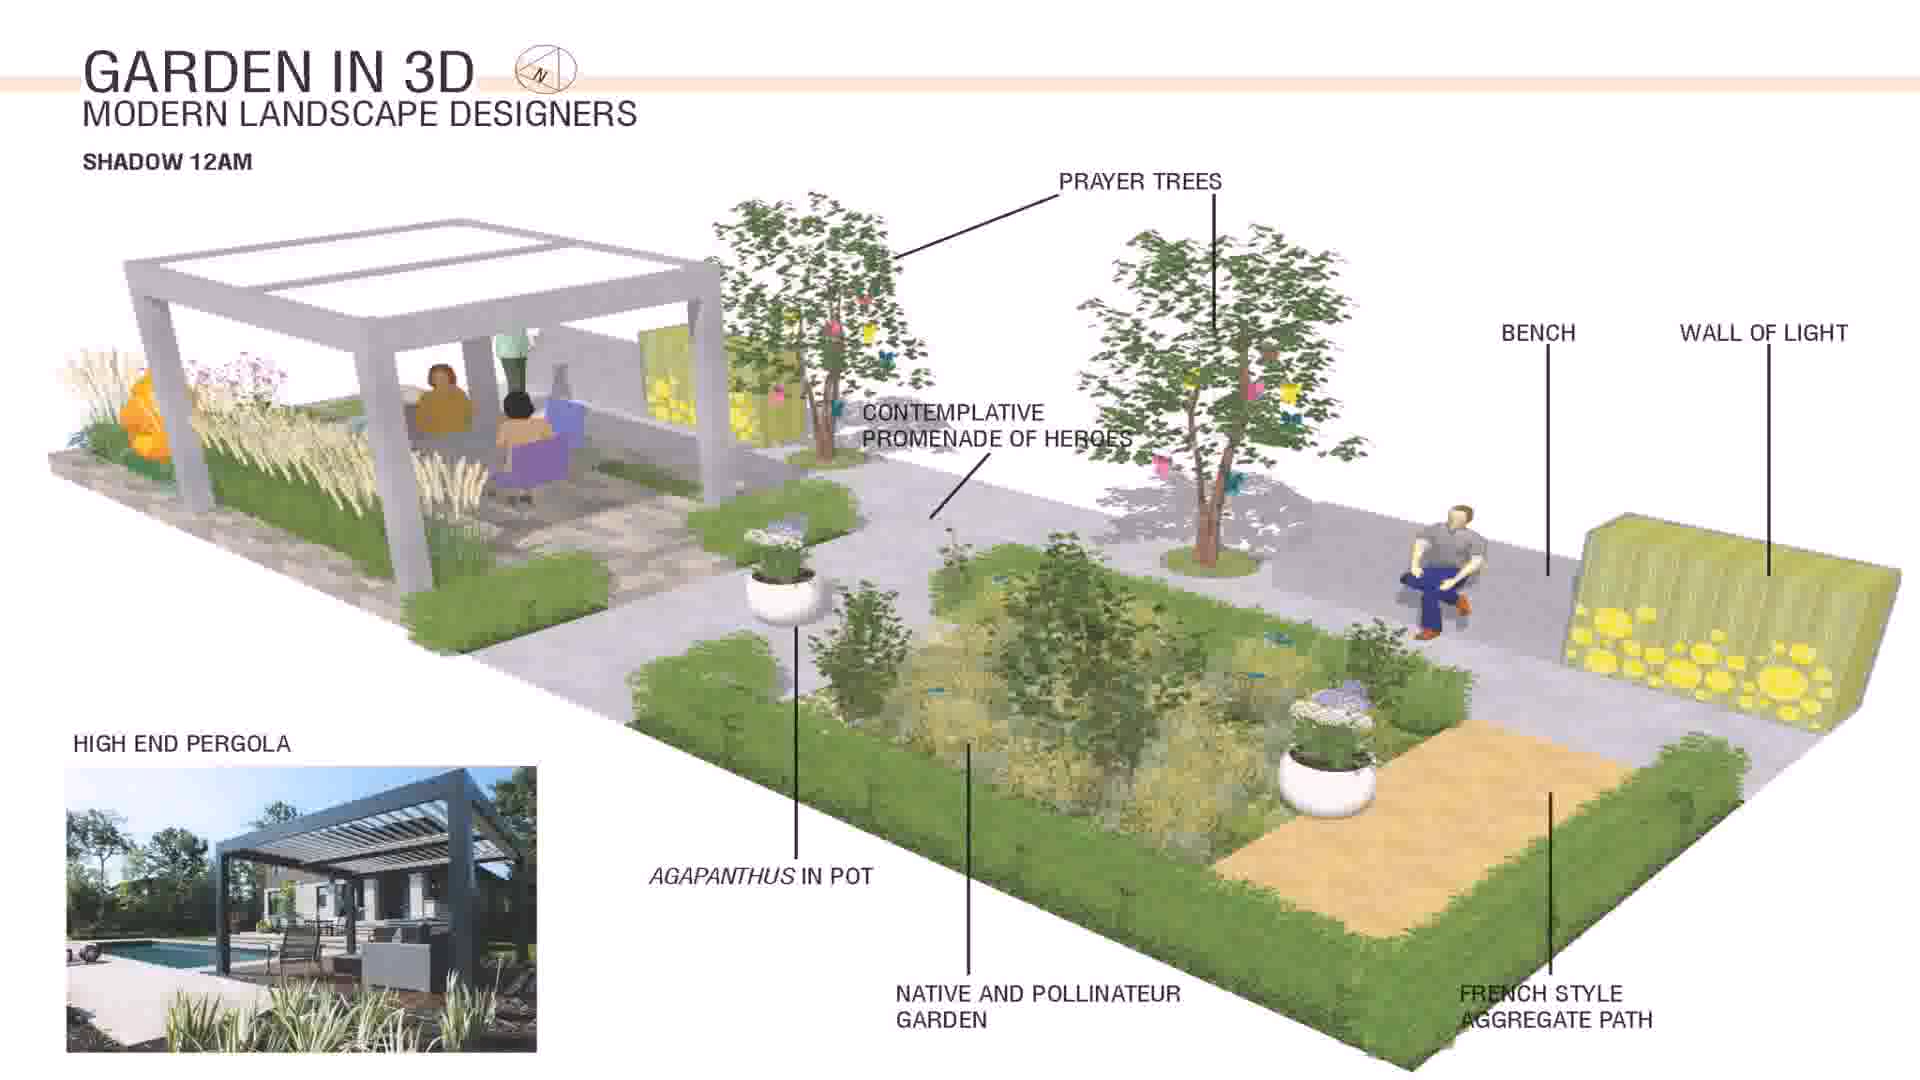 GARDEN IN 3D
N
MODERN LANDSCAPE DESIGNERS
SHADOW 12AM
PRAYER TREES
BENCH
WALL OF LIGHT
CONTEMPLATIVE
PROMENADE OF HEROES
HIGH END PERGOLA
AGAPANTHUS IN POT
NATIVE AND POLLINATEUR
GARDEN
FRENCH STYLE
AGGREGATE PATH